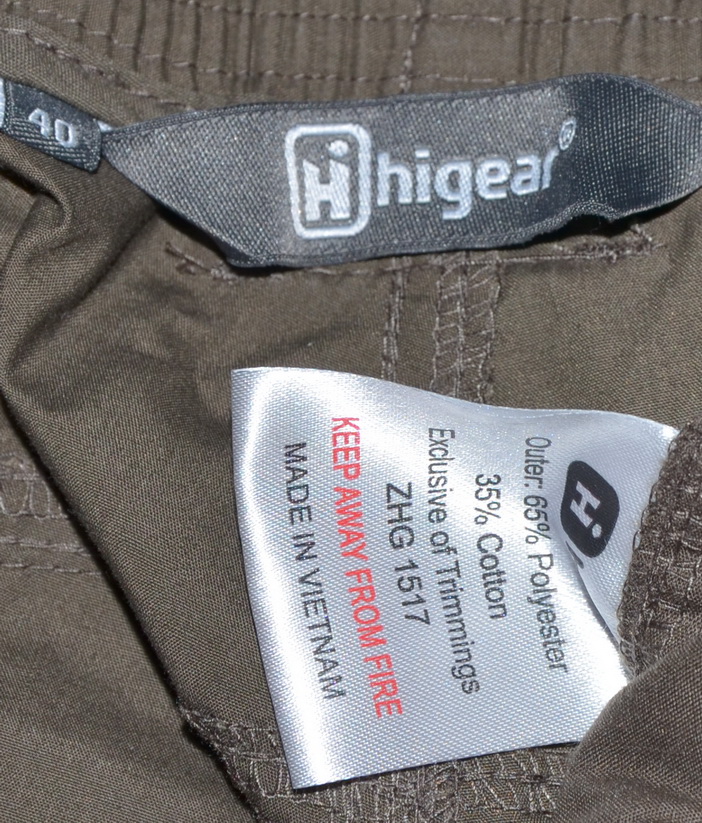 40
Hi higear®
Hi
Outer: 65% Polyester
35% Cotton
Exclusive of Trimmings
ZHG 1517
KEEP AWAY FROM FIRE
MADE IN VIETNAM